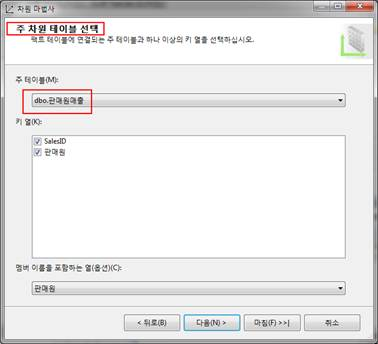 차원 마법사
주 차원 테이블 선택
팩트 테이블에 연결되는 주 테이블과 하나 이상의 키 열을 선택하십시오.
주 테이블(M):
dbo.판매원매출
키 열(K):
SalesID
판매원
멤버 이름을 포함하는 열(옵션)(C):
판매원
< 뒤로(B) 다음(N) > 마침(F) >>| 취소